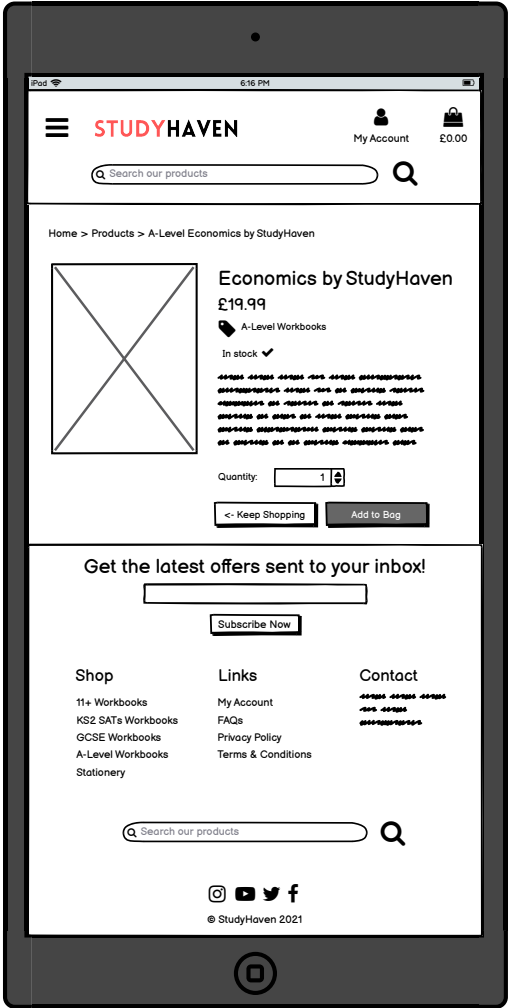 iPad 6:16 PM
STUDYHAVEN
My Account £0.00
Search our products
Home > Products > A-Level Economics by StudyHaven
Economics by StudyHaven
£19.99
A-Level Workbooks
In stock
Quantity: 1
<- Keep Shopping Add to Bag
Get the latest offers sent to your inbox!
Subscribe Now
Shop
11+ Workbooks
KS2 SATs Workbooks
GCSE Workbooks
A-Level Workbooks
Stationery
Links
My Account
FAQs
Privacy Policy
Terms & Conditions
Contact
Search our products
© StudyHaven 2021